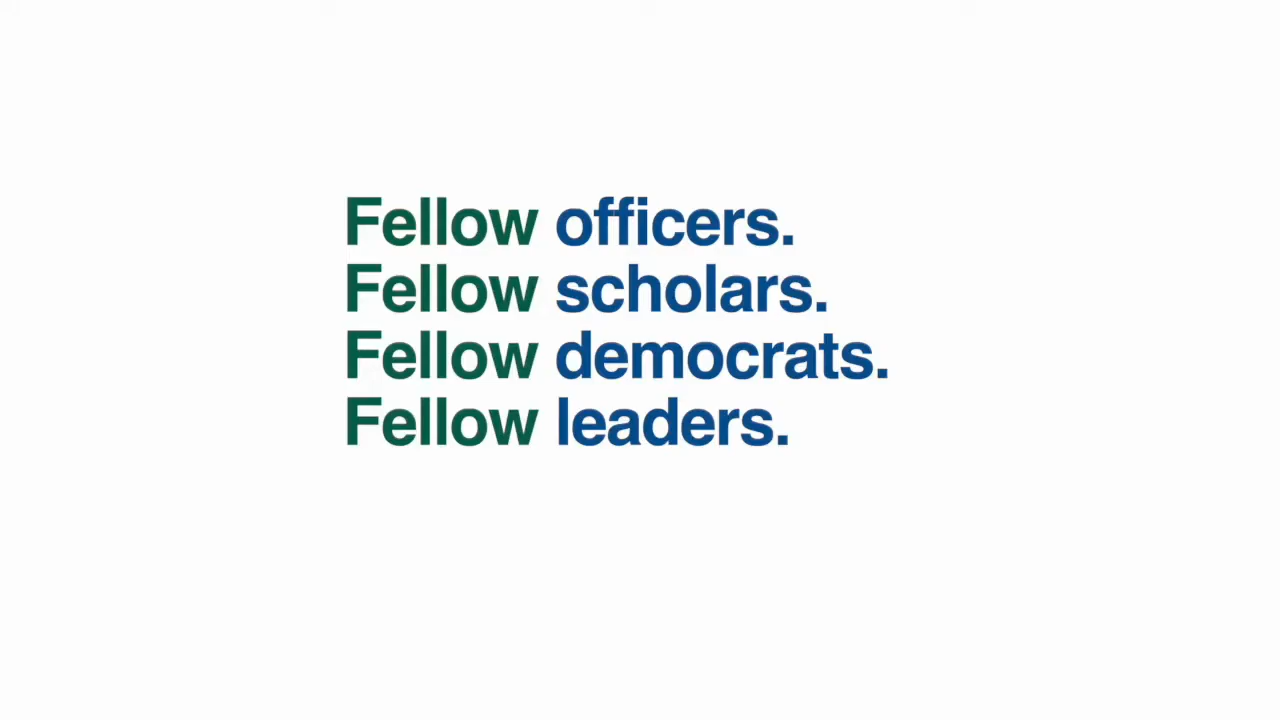 Fellow officers.
Fellow scholars.
Fellow democrats.
Fellow leaders.